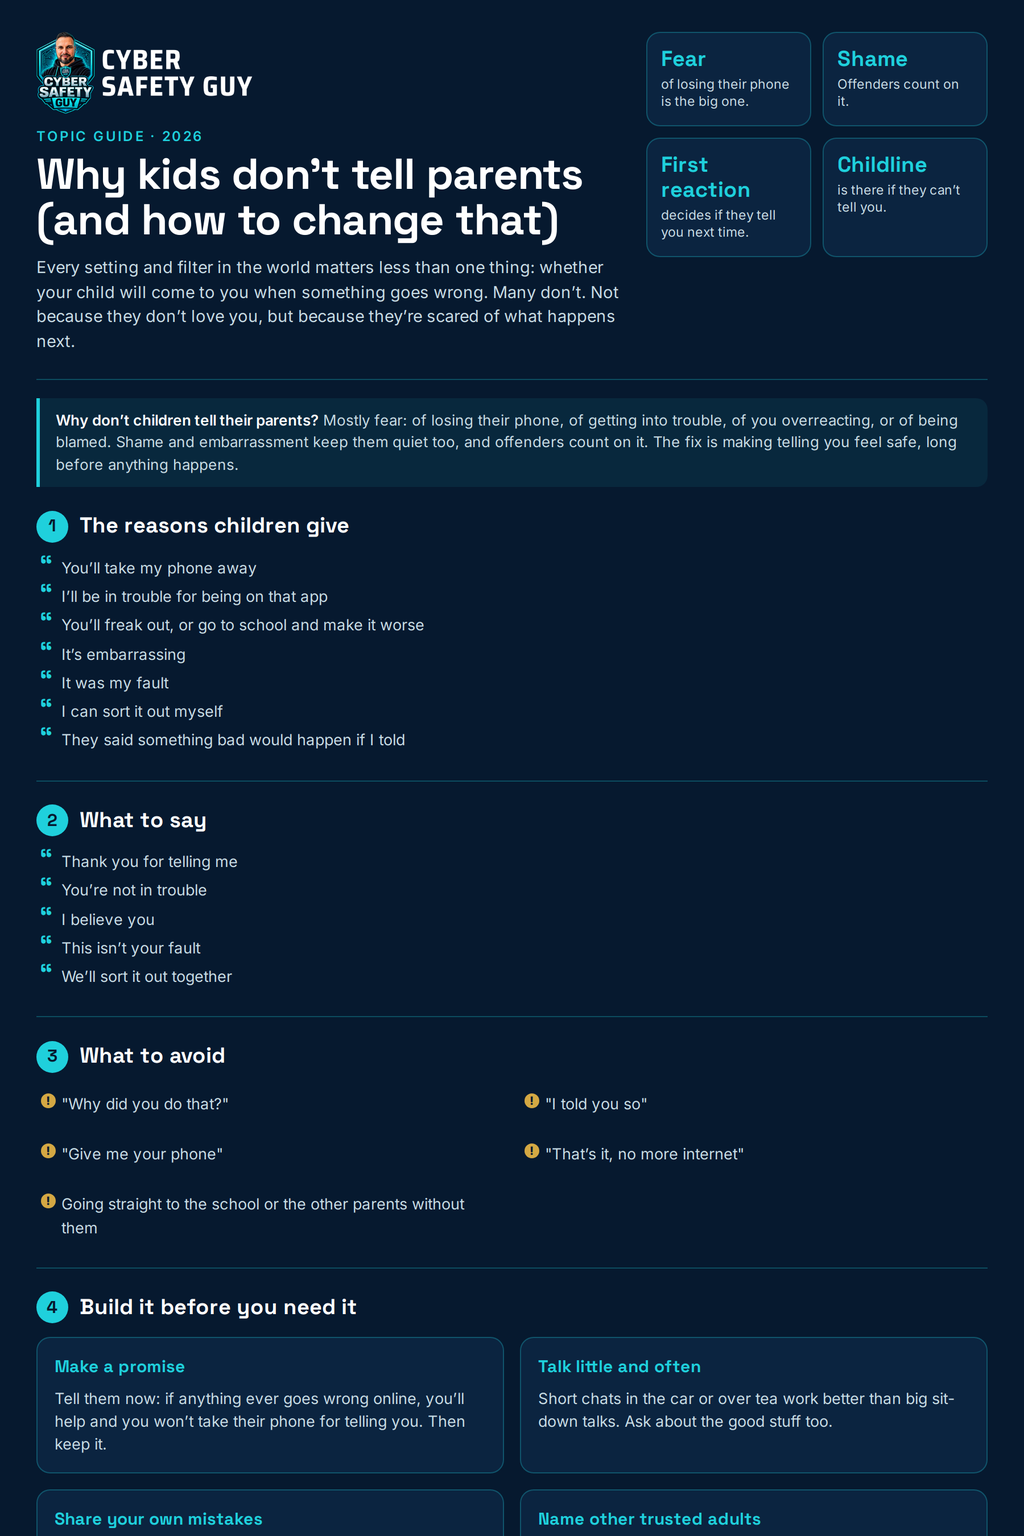 CYBER
SAFETY
GUY
CYBER
SAFETY GUY
TOPIC GUIDE · 2026
Why kids don’t tell parents
(and how to change that)
Every setting and filter in the world matters less than one thing: whether
your child will come to you when something goes wrong. Many don’t. Not
because they don’t love you, but because they’re scared of what happens
next.
Fear
of losing their phone
is the big one.
Shame
Offenders count on
it.
First
reaction
decides if they tell
you next time.
Childline
is there if they can’t
tell you.
Why don’t children tell their parents? Mostly fear: of losing their phone, of getting into trouble, of you overreacting, or of being
blamed. Shame and embarrassment keep them quiet too, and offenders count on it. The fix is making telling you feel safe, long
before anything happens.
1 The reasons children give
“ You’ll take my phone away
“ I’ll be in trouble for being on that app
“ You’ll freak out, or go to school and make it worse
“ It’s embarrassing
“ It was my fault
“ I can sort it out myself
“ They said something bad would happen if I told
2 What to say
“ Thank you for telling me
“ You’re not in trouble
“ I believe you
“ This isn’t your fault
“ We’ll sort it out together
3 What to avoid
! "Why did you do that?"
! "I told you so"
! "Give me your phone"
! "That’s it, no more internet"
! Going straight to the school or the other parents without
them
4 Build it before you need it
Make a promise
Tell them now: if anything ever goes wrong online, you’ll
help and you won’t take their phone for telling you. Then
keep it.
Talk little and often
Short chats in the car or over tea work better than big sit-
down talks. Ask about the good stuff too.
Share your own mistakes
Name other trusted adults